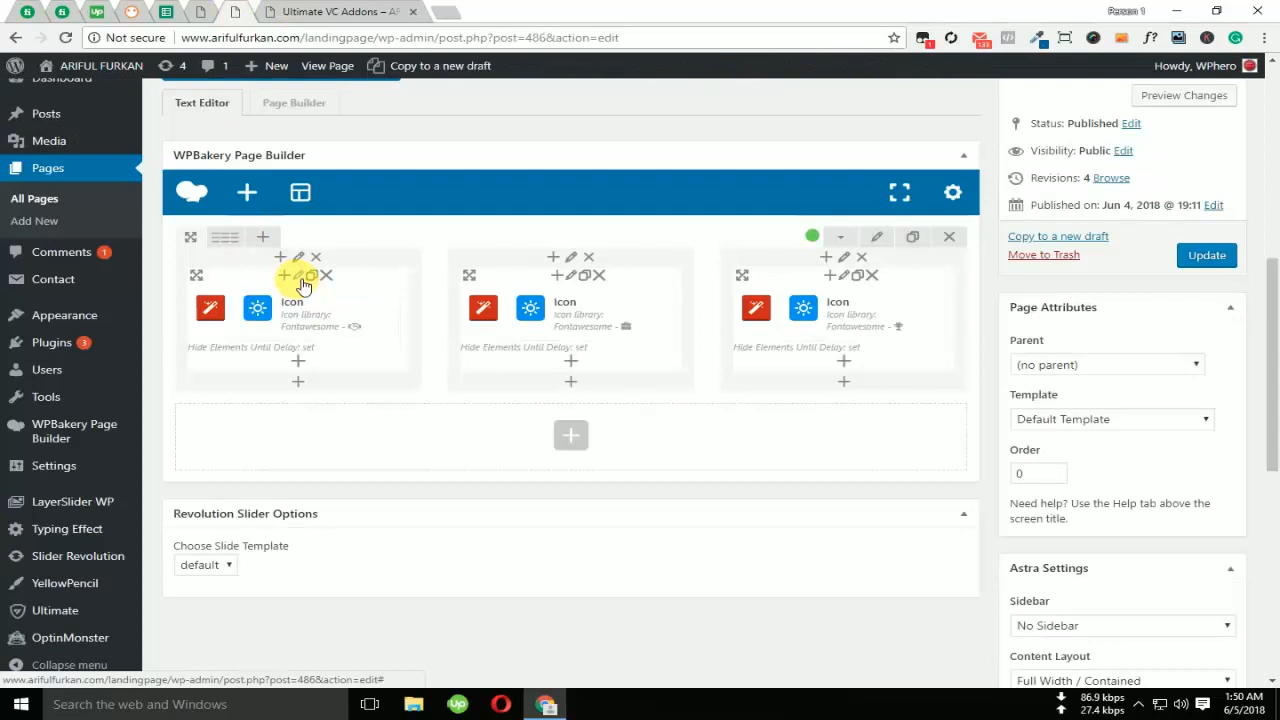 Ultimate VC Addons – AF
Person 1
Not secure
www.arifulfurkan.com/landingpage/wp-admin/post.php?post=486&action=edit
1
133
ARIFUL FURKAN
4
1
New
View Page
Copy to a new draft
Howdy, WPhero
Dashboard
Posts
Media
Pages
All Pages
Add New
Comments 1
Contact
Appearance
Plugins 3
Users
Tools
WPBakery Page
Builder
Settings
LayerSlider WP
Typing Effect
Slider Revolution
YellowPencil
Ultimate
OptinMonster
Collapse menu
Text Editor
Page Builder
WPBakery Page Builder
Icon
Icon library:
Fontawesome -
Hide Elements Until Delay: set
Icon
Icon library:
Fontawesome -
Hide Elements Until Delay: set
Icon
Icon library:
Fontawesome -
Hide Elements Until Delay: set
Revolution Slider Options
Choose Slide Template
default
Preview Changes
Status: Published Edit
Visibility: Public Edit
Revisions: 4 Browse
Published on: Jun 4, 2018 @ 19:11 Edit
Copy to a new draft
Move to Trash
Update
Page Attributes
Parent
(no parent)
Template
Default Template
Order
0
Need help? Use the Help tab above the
screen title.
Astra Settings
Sidebar
No Sidebar
Content Layout
Full Width / Contained
www.arifulfurkan.com/landingpage/wp-admin/post.php?post=486&action=edit#
Search the web and Windows
86.9 kbps
27.4 kbps
1:50 AM
6/5/2018